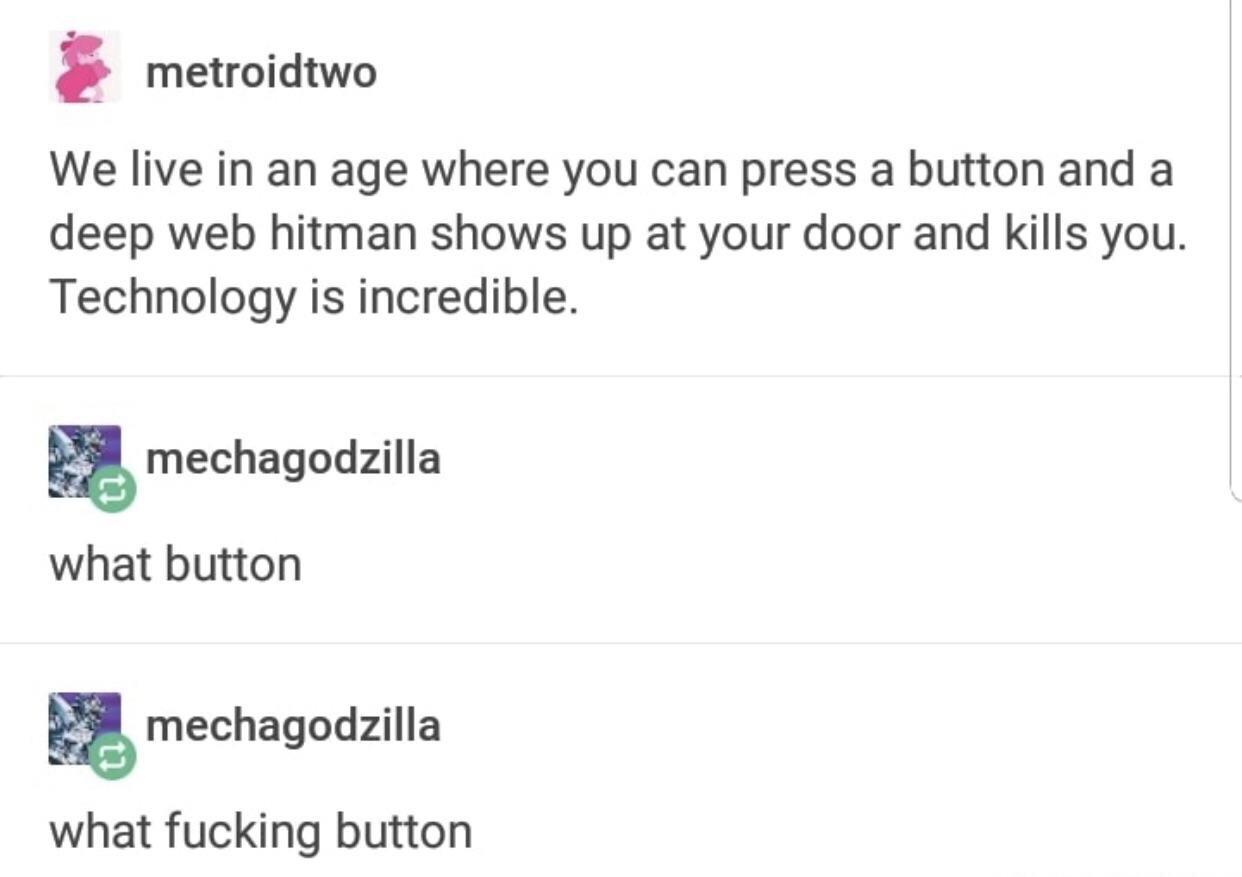 metroidtwo
We live in an age where you can press a button and a
deep web hitman shows up at your door and kills you.
Technology is incredible.
mechagodzilla
what button
mechagodzilla
what fucking button